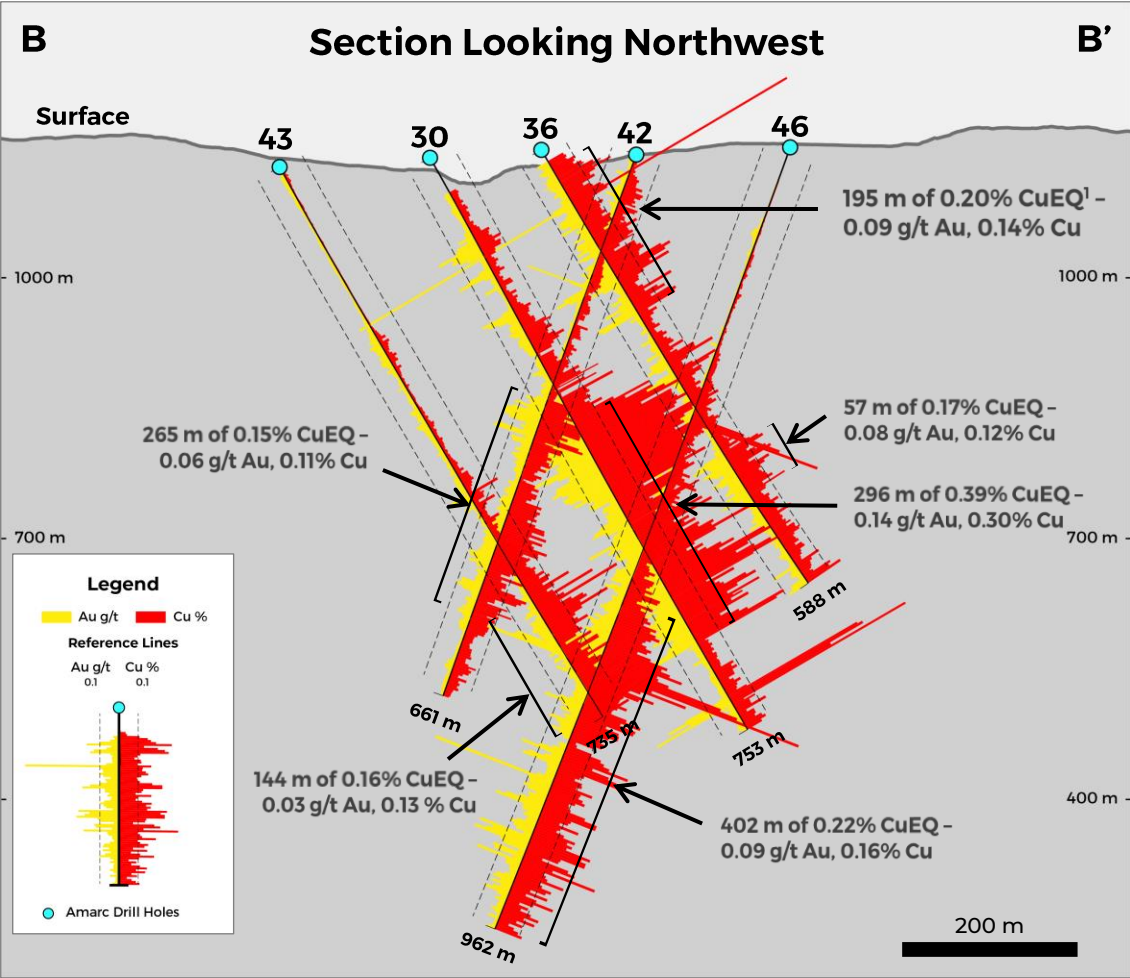 B
Section Looking Northwest
B’
Surface
43
30
36
42
46
195 m of 0.20% CuEQ¹ –
0.09 g/t Au, 0.14% Cu
1000 m
1000 m
57 m of 0.17% CuEQ –
0.08 g/t Au, 0.12% Cu
265 m of 0.15% CuEQ –
0.06 g/t Au, 0.11% Cu
296 m of 0.39% CuEQ –
0.14 g/t Au, 0.30% Cu
700 m
700 m
588 m
661 m
735 m
753 m
144 m of 0.16% CuEQ –
0.03 g/t Au, 0.13 % Cu
400 m
402 m of 0.22% CuEQ –
0.09 g/t Au, 0.16% Cu
962 m
200 m
Legend
Au g/t
Cu %
Reference Lines
Au g/t Cu %
0.1 0.1
Amarc Drill Holes